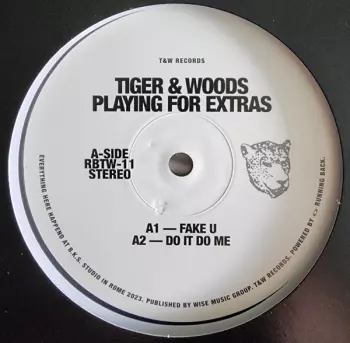 T&W RECORDS
TIGER & WOODS
PLAYING FOR EXTRAS
A-SIDE
RBTW-11
STEREO
A1 — FAKE U
A2 — DO IT DO ME
EVERYTHING HERE HAPPEND AT B.K.S. STUDIO IN ROME 2023. PUBLISHED BY WISE MUSIC GROUP. T&W RECORDS. POWERED BY <> RUNNING BACK.